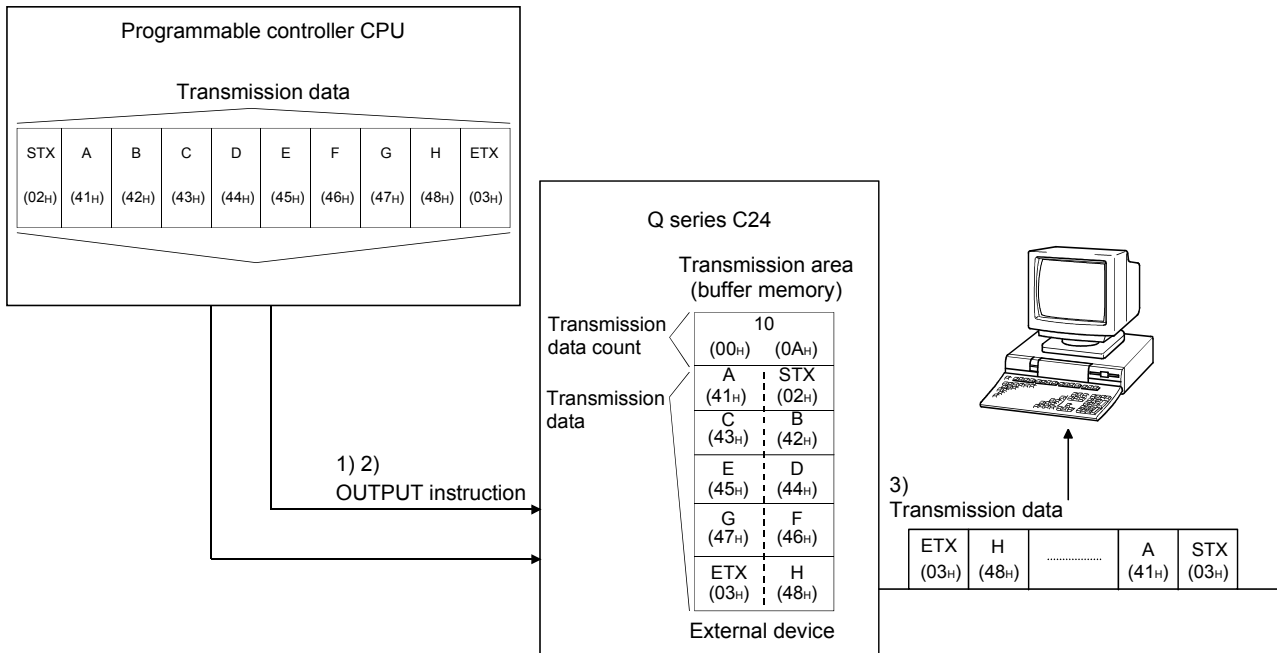 Programmable controller CPU
Transmission data
STX A B C D E F G H ETX
(02H) (41H) (42H) (43H) (44H) (45H) (46H) (47H) (48H) (03H)
Q series C24
Transmission area
(buffer memory)
Transmission
data count
10
(00H) (0AH)
Transmission
data
A STX
(41H) (02H)
C B
(43H) (42H)
E D
(45H) (44H)
G F
(47H) (46H)
ETX H
(03H) (48H)
External device
1) 2)
OUTPUT instruction
3)
Transmission data
ETX H ................. A STX
(03H) (48H) (41H) (03H)